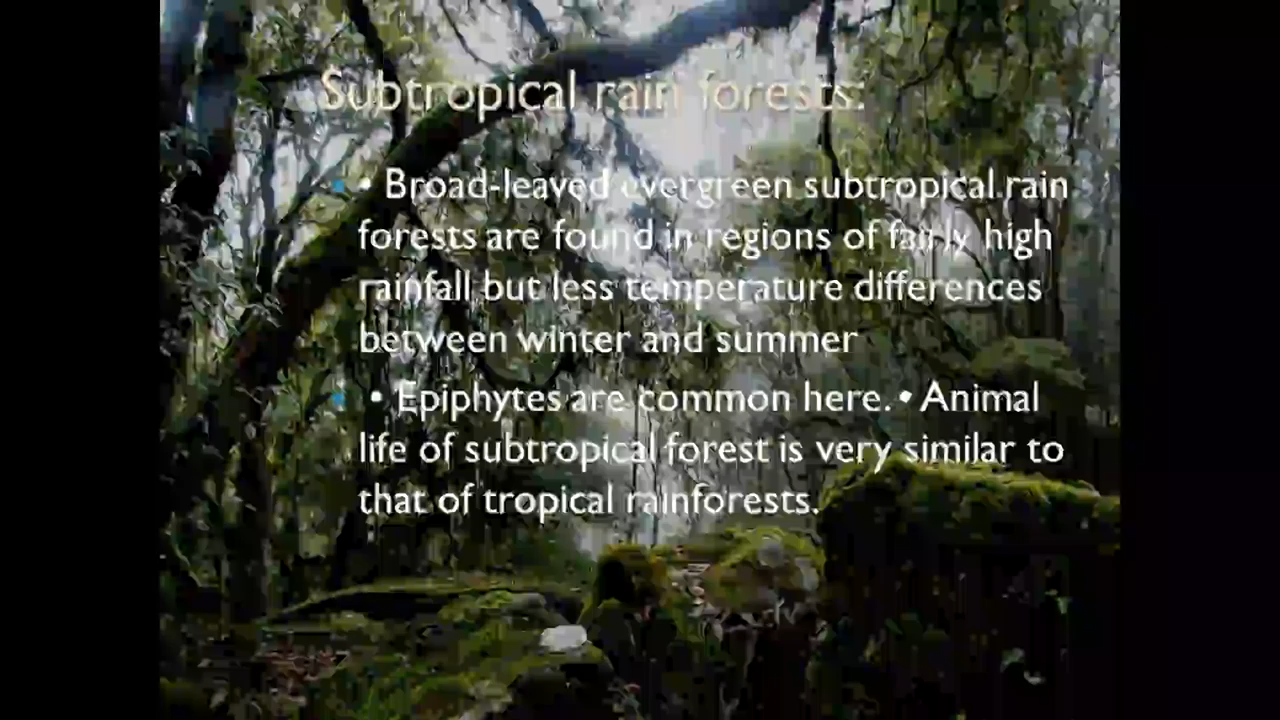 Subtropical rain forests:
• • Broad-leaved evergreen subtropical rain
forests are found in regions of fairly high
rainfall but less temperature differences
between winter and summer
• • Epiphytes are common here. • Animal
life of subtropical forest is very similar to
that of tropical rainforests.